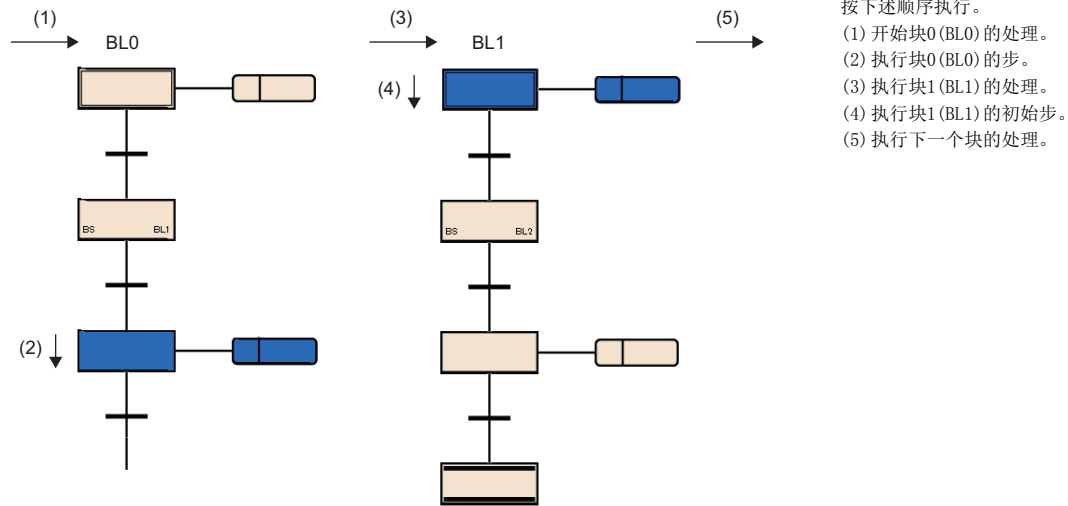 (1)
BL0
BS BL1
(2)
(3)
BL1
(4)
BS BL2
(5)
按下述顺序执行。
(1)开始块0(BL0)的处理。
(2)执行块0(BL0)的步。
(3)执行块1(BL1)的处理。
(4)执行块1(BL1)的初始步。
(5)执行下一个块的处理。